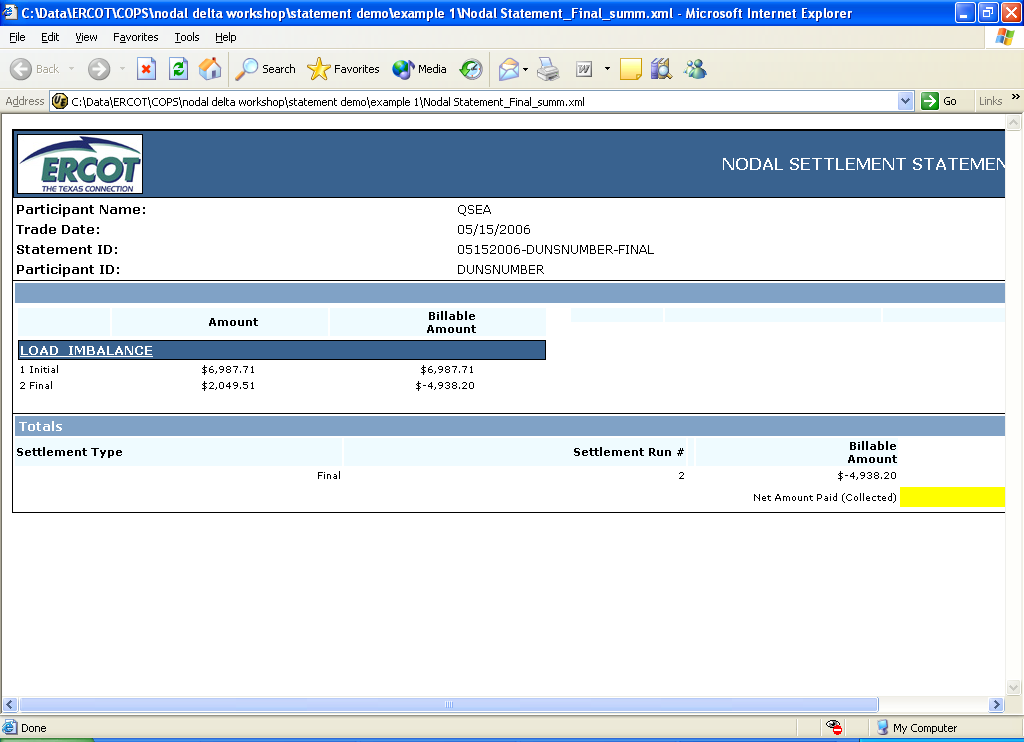 C:\Data\ERCOT\COPS\nodal delta workshop\statement demo\example 1\Nodal Statement_Final_summ.xml - Microsoft Internet Explorer
File Edit View Favorites Tools Help
Back Search Favorites Media
Address C:\Data\ERCOT\COPS\nodal delta workshop\statement demo\example 1\Nodal Statement_Final_summ.xml Go Links »
ERCOT
THE TEXAS CONNECTION
NODAL SETTLEMENT STATEMEN
Participant Name: QSEA
Trade Date: 05/15/2006
Statement ID: 05152006-DUNSNUMBER-FINAL
Participant ID: DUNSNUMBER
Amount Billable Amount
LOAD_IMBALANCE
1 Initial $6,987.71 $6,987.71
2 Final $2,049.51 $-4,938.20
Totals
Settlement Type Settlement Run # Billable Amount
Final 2 $-4,938.20
Net Amount Paid (Collected)
Done My Computer